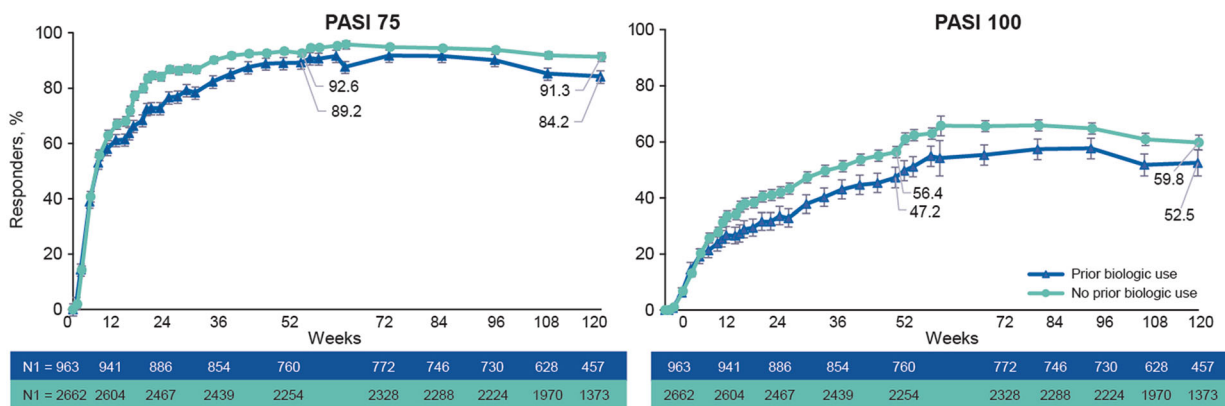 PASI 75
PASI 100
Responders, %
100
80
60
40
20
0
92.6
89.2
91.3
84.2
0 12 24 36 52 72 84 96 108 120
Weeks
100
80
60
40
20
0
56.4
47.2
59.8
52.5
Prior biologic use
No prior biologic use
0 12 24 36 52 72 84 96 108 120
Weeks
N1 = 963 941 886 854 760 772 746 730 628 457
N1 = 2662 2604 2467 2439 2254 2328 2288 2224 1970 1373
963 941 886 854 760 772 746 730 628 457
2662 2604 2467 2439 2254 2328 2288 2224 1970 1373